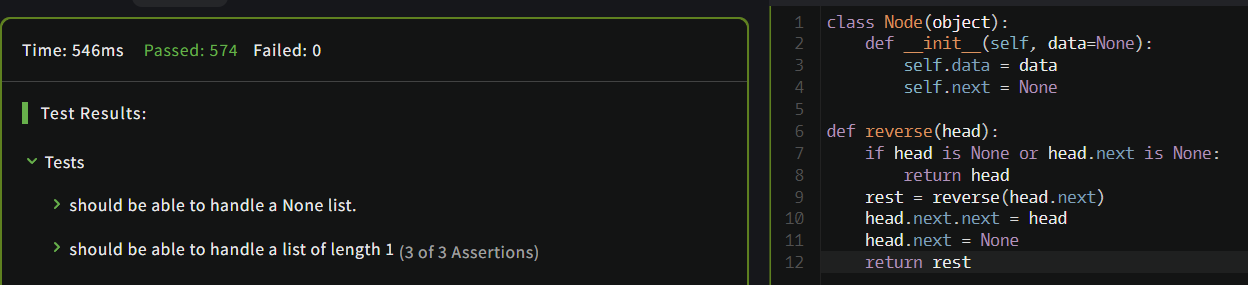 Time: 546ms Passed: 574 Failed: 0
Test Results:
Tests
should be able to handle a None list.
should be able to handle a list of length 1 (3 of 3 Assertions)
1 class Node(object):
2     def __init__(self, data=None):
3         self.data = data
4         self.next = None
5
6 def reverse(head):
7     if head is None or head.next is None:
8         return head
9     rest = reverse(head.next)
10     head.next.next = head
11     head.next = None
12     return rest